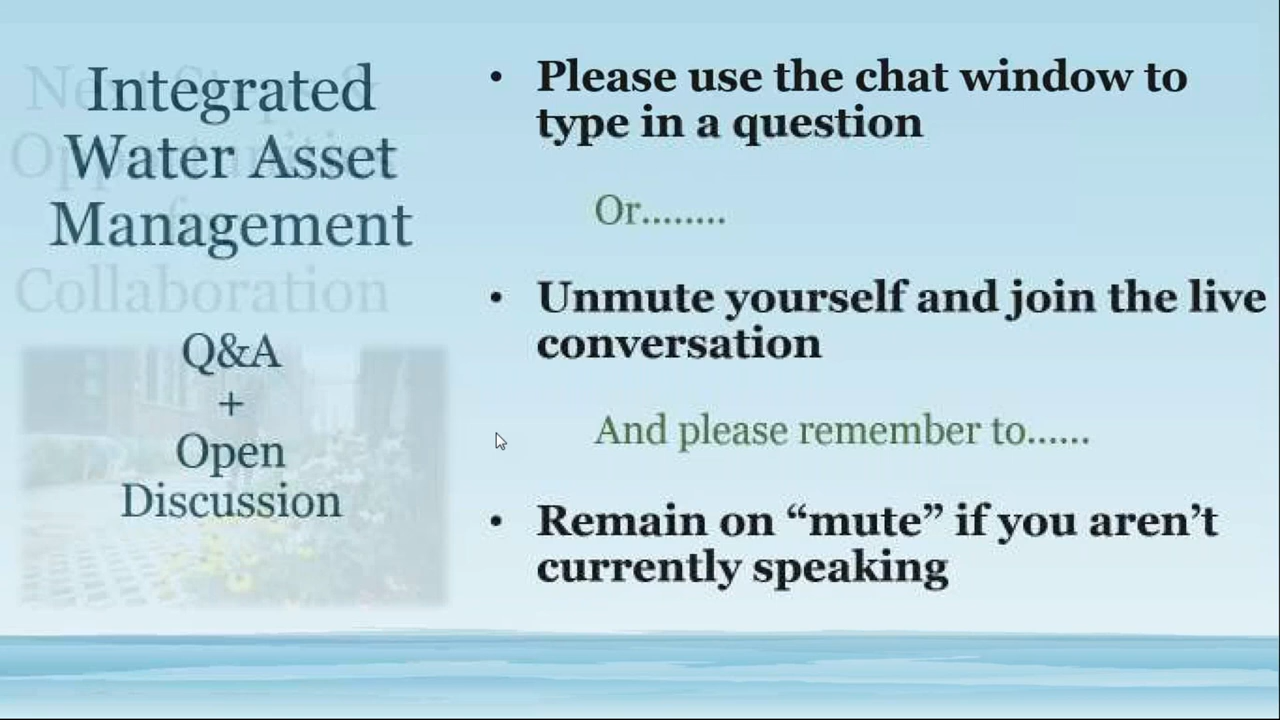 Integrated
Water Asset
Management
Collaboration
Q&A
+
Open
Discussion
• Please use the chat window to
type in a question
Or........
• Unmute yourself and join the live
conversation
And please remember to......
• Remain on “mute” if you aren’t
currently speaking